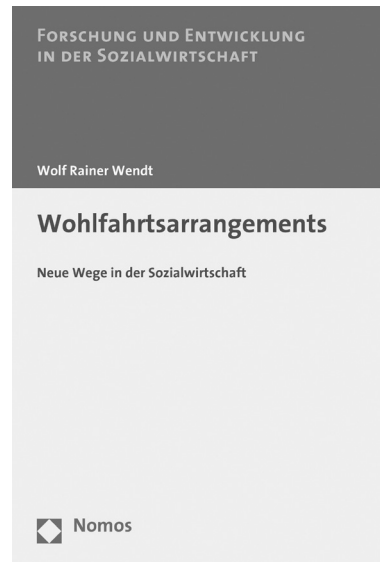 FORSCHUNG UND ENTWICKLUNG
IN DER SOZIALWIRTSCHAFT
Wolf Rainer Wendt
Wohlfahrtsarrangements
Neue Wege in der Sozialwirtschaft
Nomos